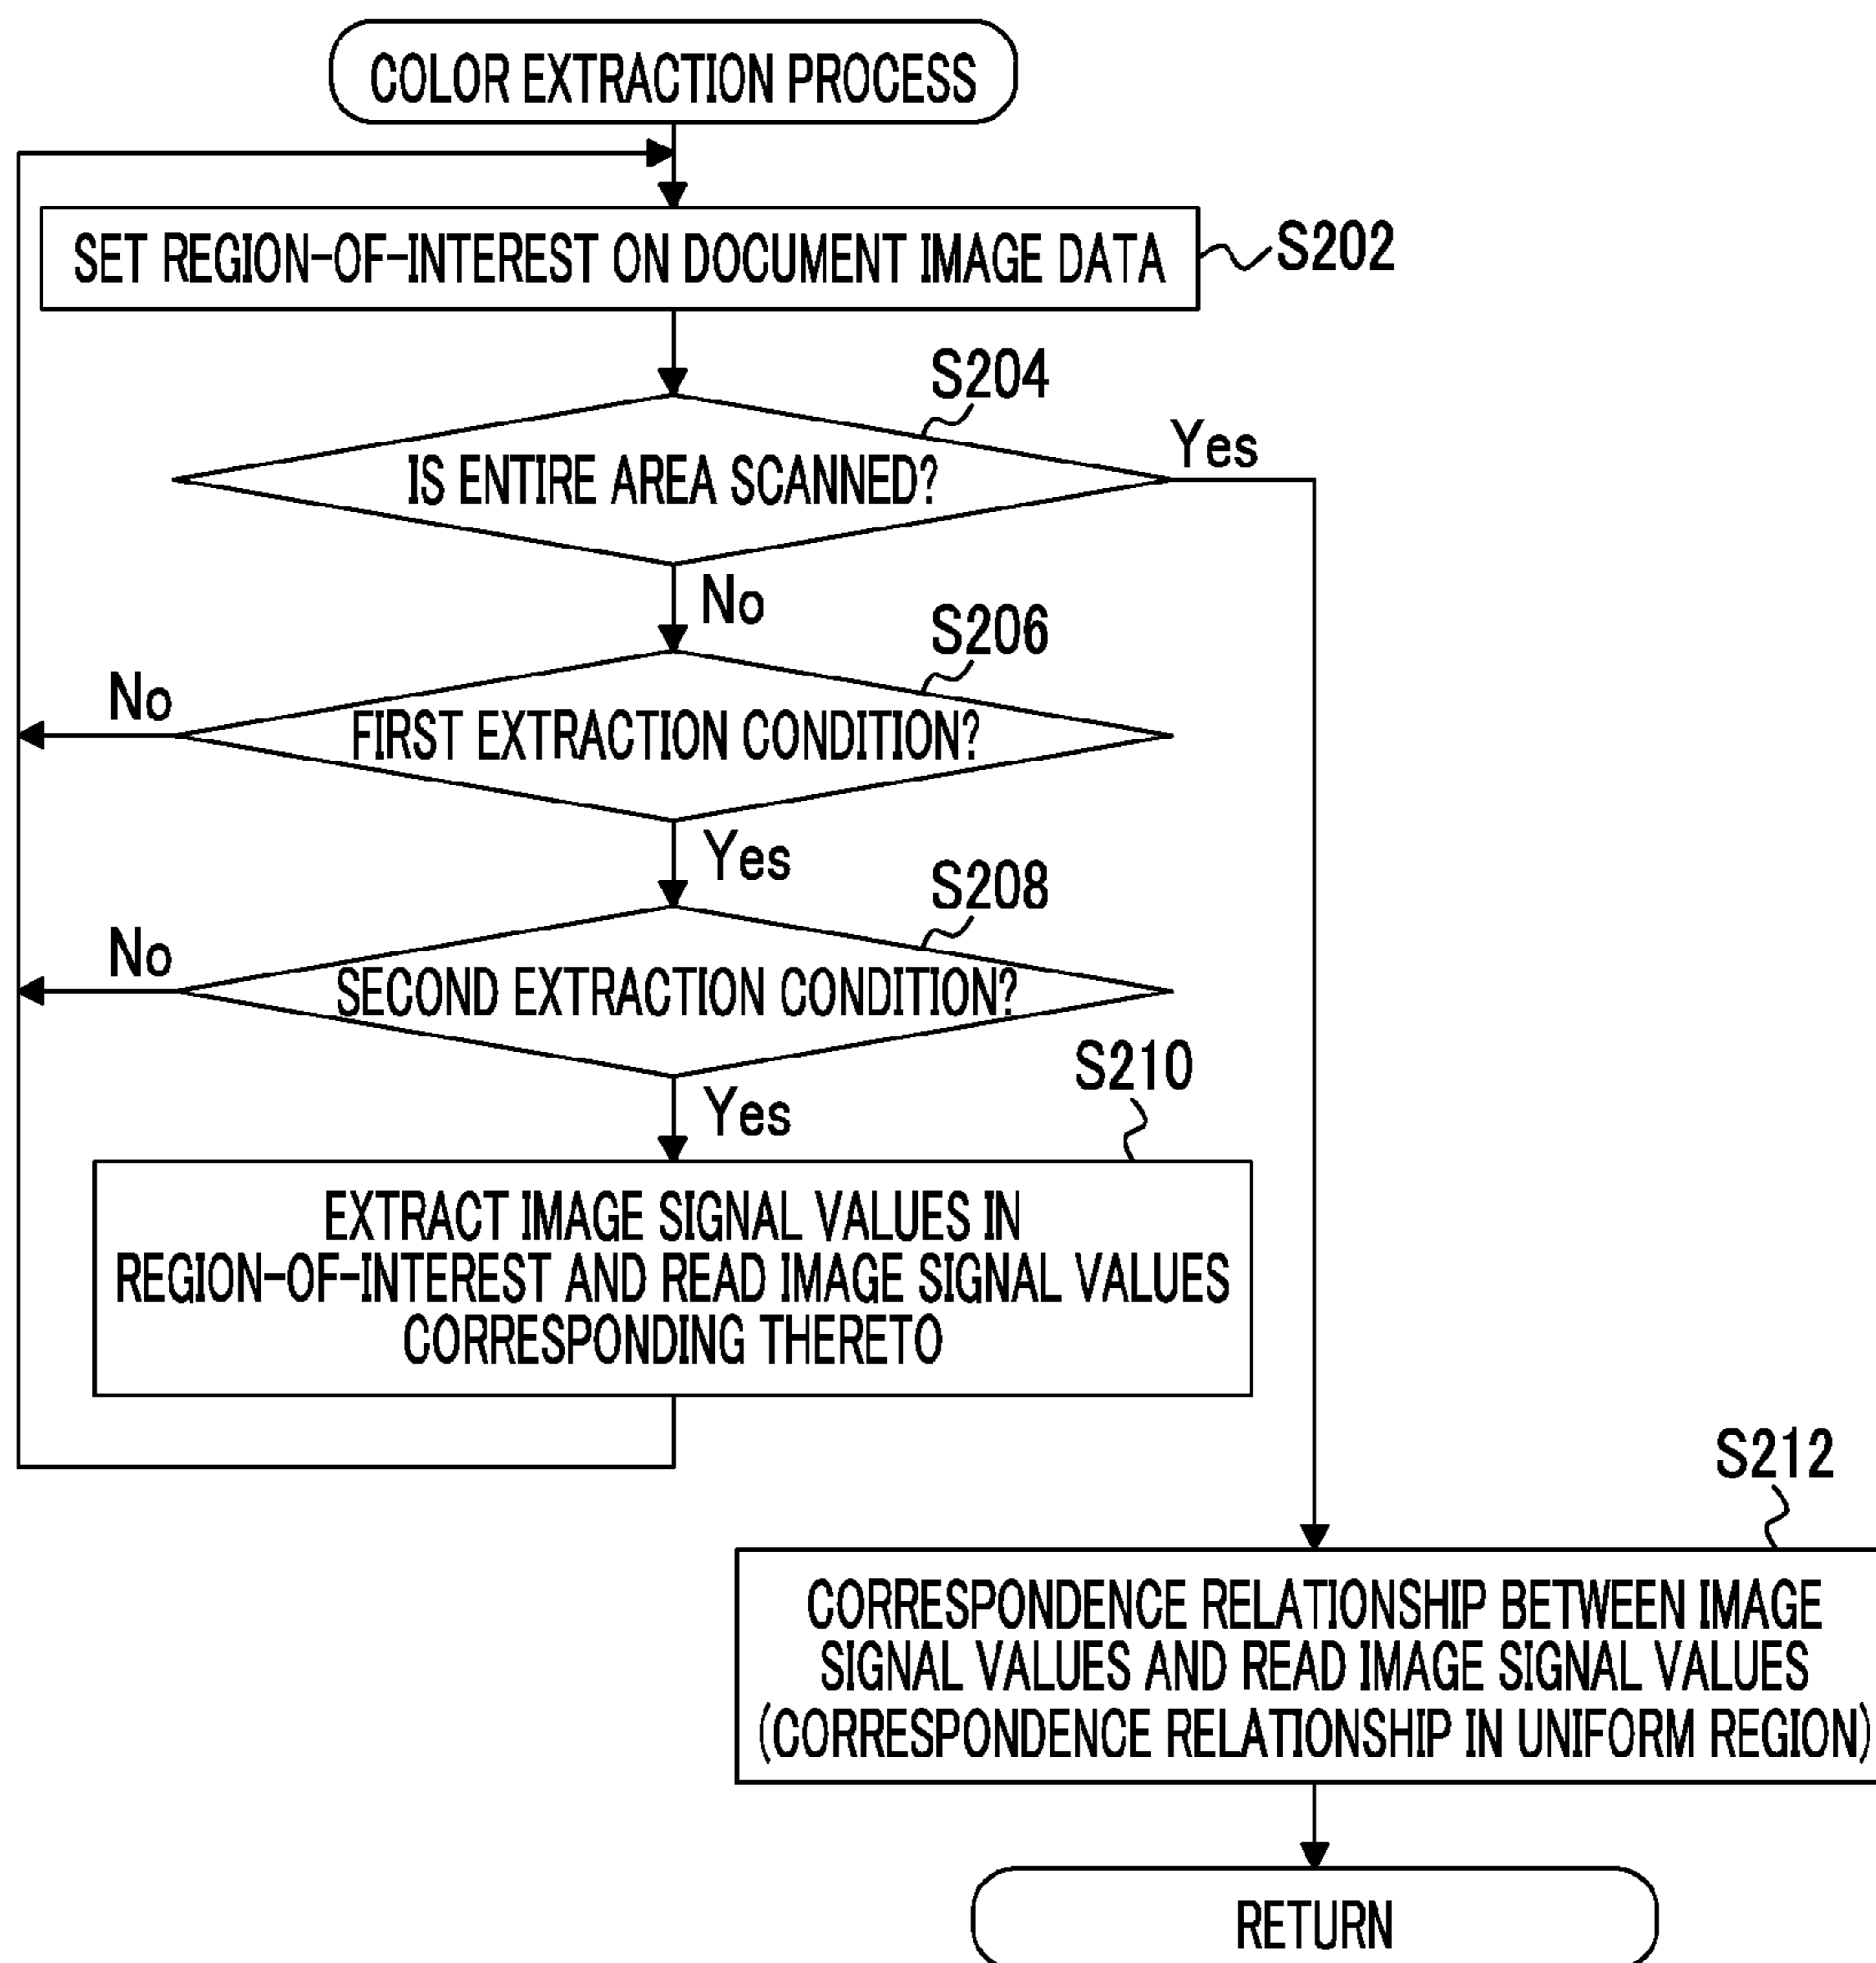 COLOR EXTRACTION PROCESS
SET REGION-OF-INTEREST ON DOCUMENT IMAGE DATA
S202
S204
IS ENTIRE AREA SCANNED?
Yes
No
S206
FIRST EXTRACTION CONDITION?
No
Yes
S208
SECOND EXTRACTION CONDITION?
No
Yes
S210
EXTRACT IMAGE SIGNAL VALUES IN
REGION-OF-INTEREST AND READ IMAGE SIGNAL VALUES
CORRESPONDING THERETO
S212
CORRESPONDENCE RELATIONSHIP BETWEEN IMAGE
SIGNAL VALUES AND READ IMAGE SIGNAL VALUES
(CORRESPONDENCE RELATIONSHIP IN UNIFORM REGION)
RETURN